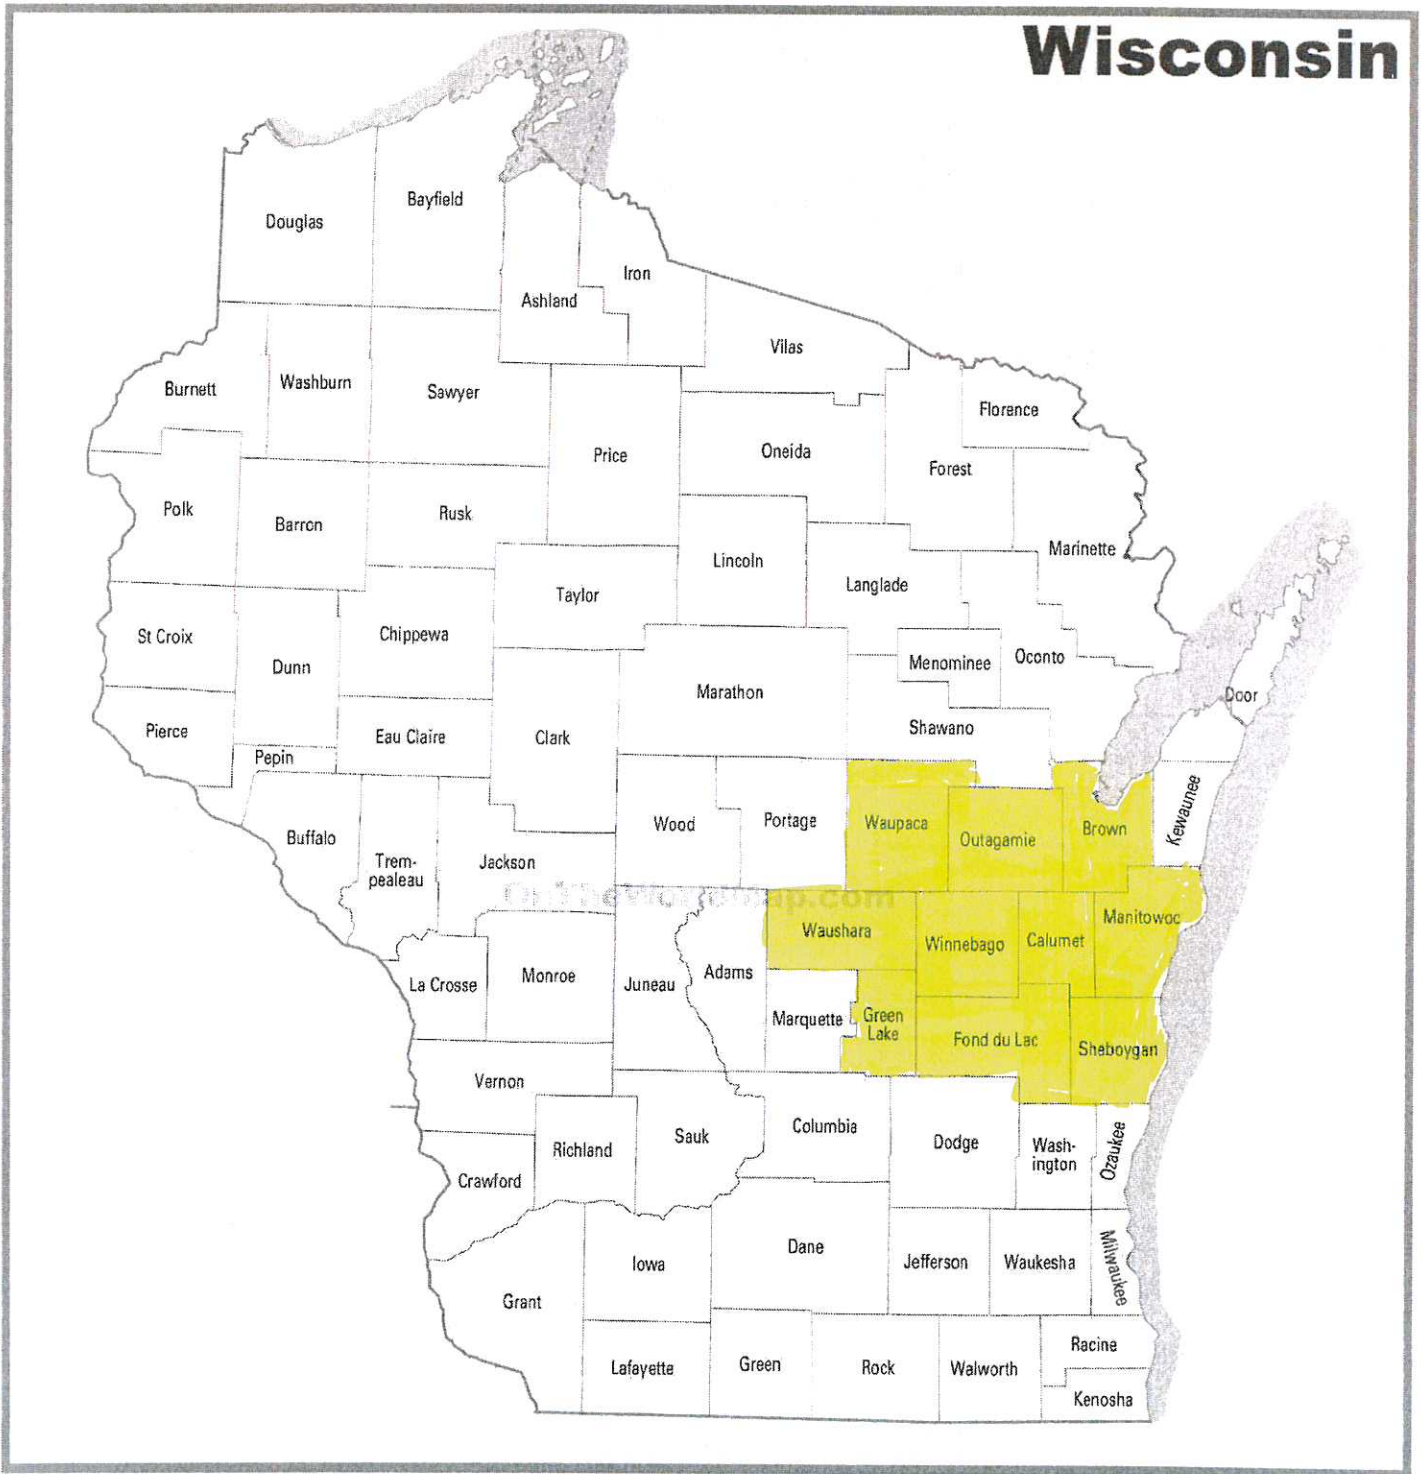 Wisconsin
Douglas
Bayfield
Ashland
Iron
Vilas
Burnett
Washburn
Sawyer
Price
Oneida
Florence
Forest
Polk
Barron
Rusk
Lincoln
Langlade
Marinette
Taylor
St Croix
Dunn
Chippewa
Marathon
Menominee
Oconto
Door
Pierce
Pepin
Eau Claire
Clark
Shawano
Buffalo
Trem-
pealeau
Jackson
Wood
Portage
Waupaca
Outagamie
Brown
Kewaunee
OnTheWorldMap.com
La Crosse
Monroe
Juneau
Adams
Waushara
Winnebago
Calumet
Manitowoc
Marquette
Green
Lake
Fond du Lac
Sheboygan
Vernon
Richland
Sauk
Columbia
Dodge
Wash-
ington
Ozaukee
Crawford
Grant
Iowa
Dane
Jefferson
Waukesha
Milwaukee
Lafayette
Green
Rock
Walworth
Racine
Kenosha